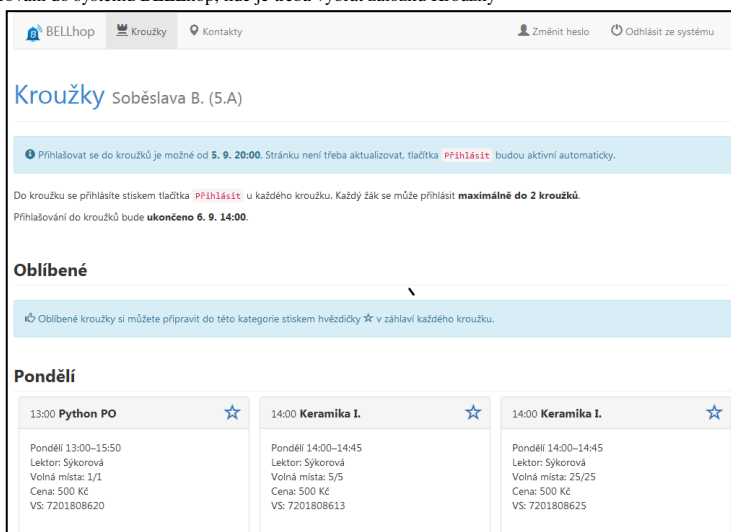 BELLhop Kroužky Kontakty Změnit heslo Odhlásit ze systému
Kroužky Soběslava B. (5.A)
Přihlašovat se do kroužků je možné od 5. 9. 20:00. Stránku není třeba aktualizovat, tlačítka Přihlásit budou aktivní automaticky.
Do kroužku se přihlásíte stiskem tlačítka Přihlásit u každého kroužku. Každý žák se může přihlásit maximálně do 2 kroužků.
Přihlašování do kroužků bude ukončeno 6. 9. 14:00.
Oblíbené
Oblíbené kroužky si můžete připravit do této kategorie stiskem hvězdičky ☆ v záhlaví každého kroužku.
Pondělí
13:00 Python PO
Pondělí 13:00–15:50
Lektor: Sýkorová
Volná místa: 1/1
Cena: 500 Kč
VS: 7201808620
14:00 Keramika I.
Pondělí 14:00–14:45
Lektor: Sýkorová
Volná místa: 5/5
Cena: 500 Kč
VS: 7201808613
14:00 Keramika I.
Pondělí 14:00–14:45
Lektor: Sýkorová
Volná místa: 25/25
Cena: 500 Kč
VS: 7201808625